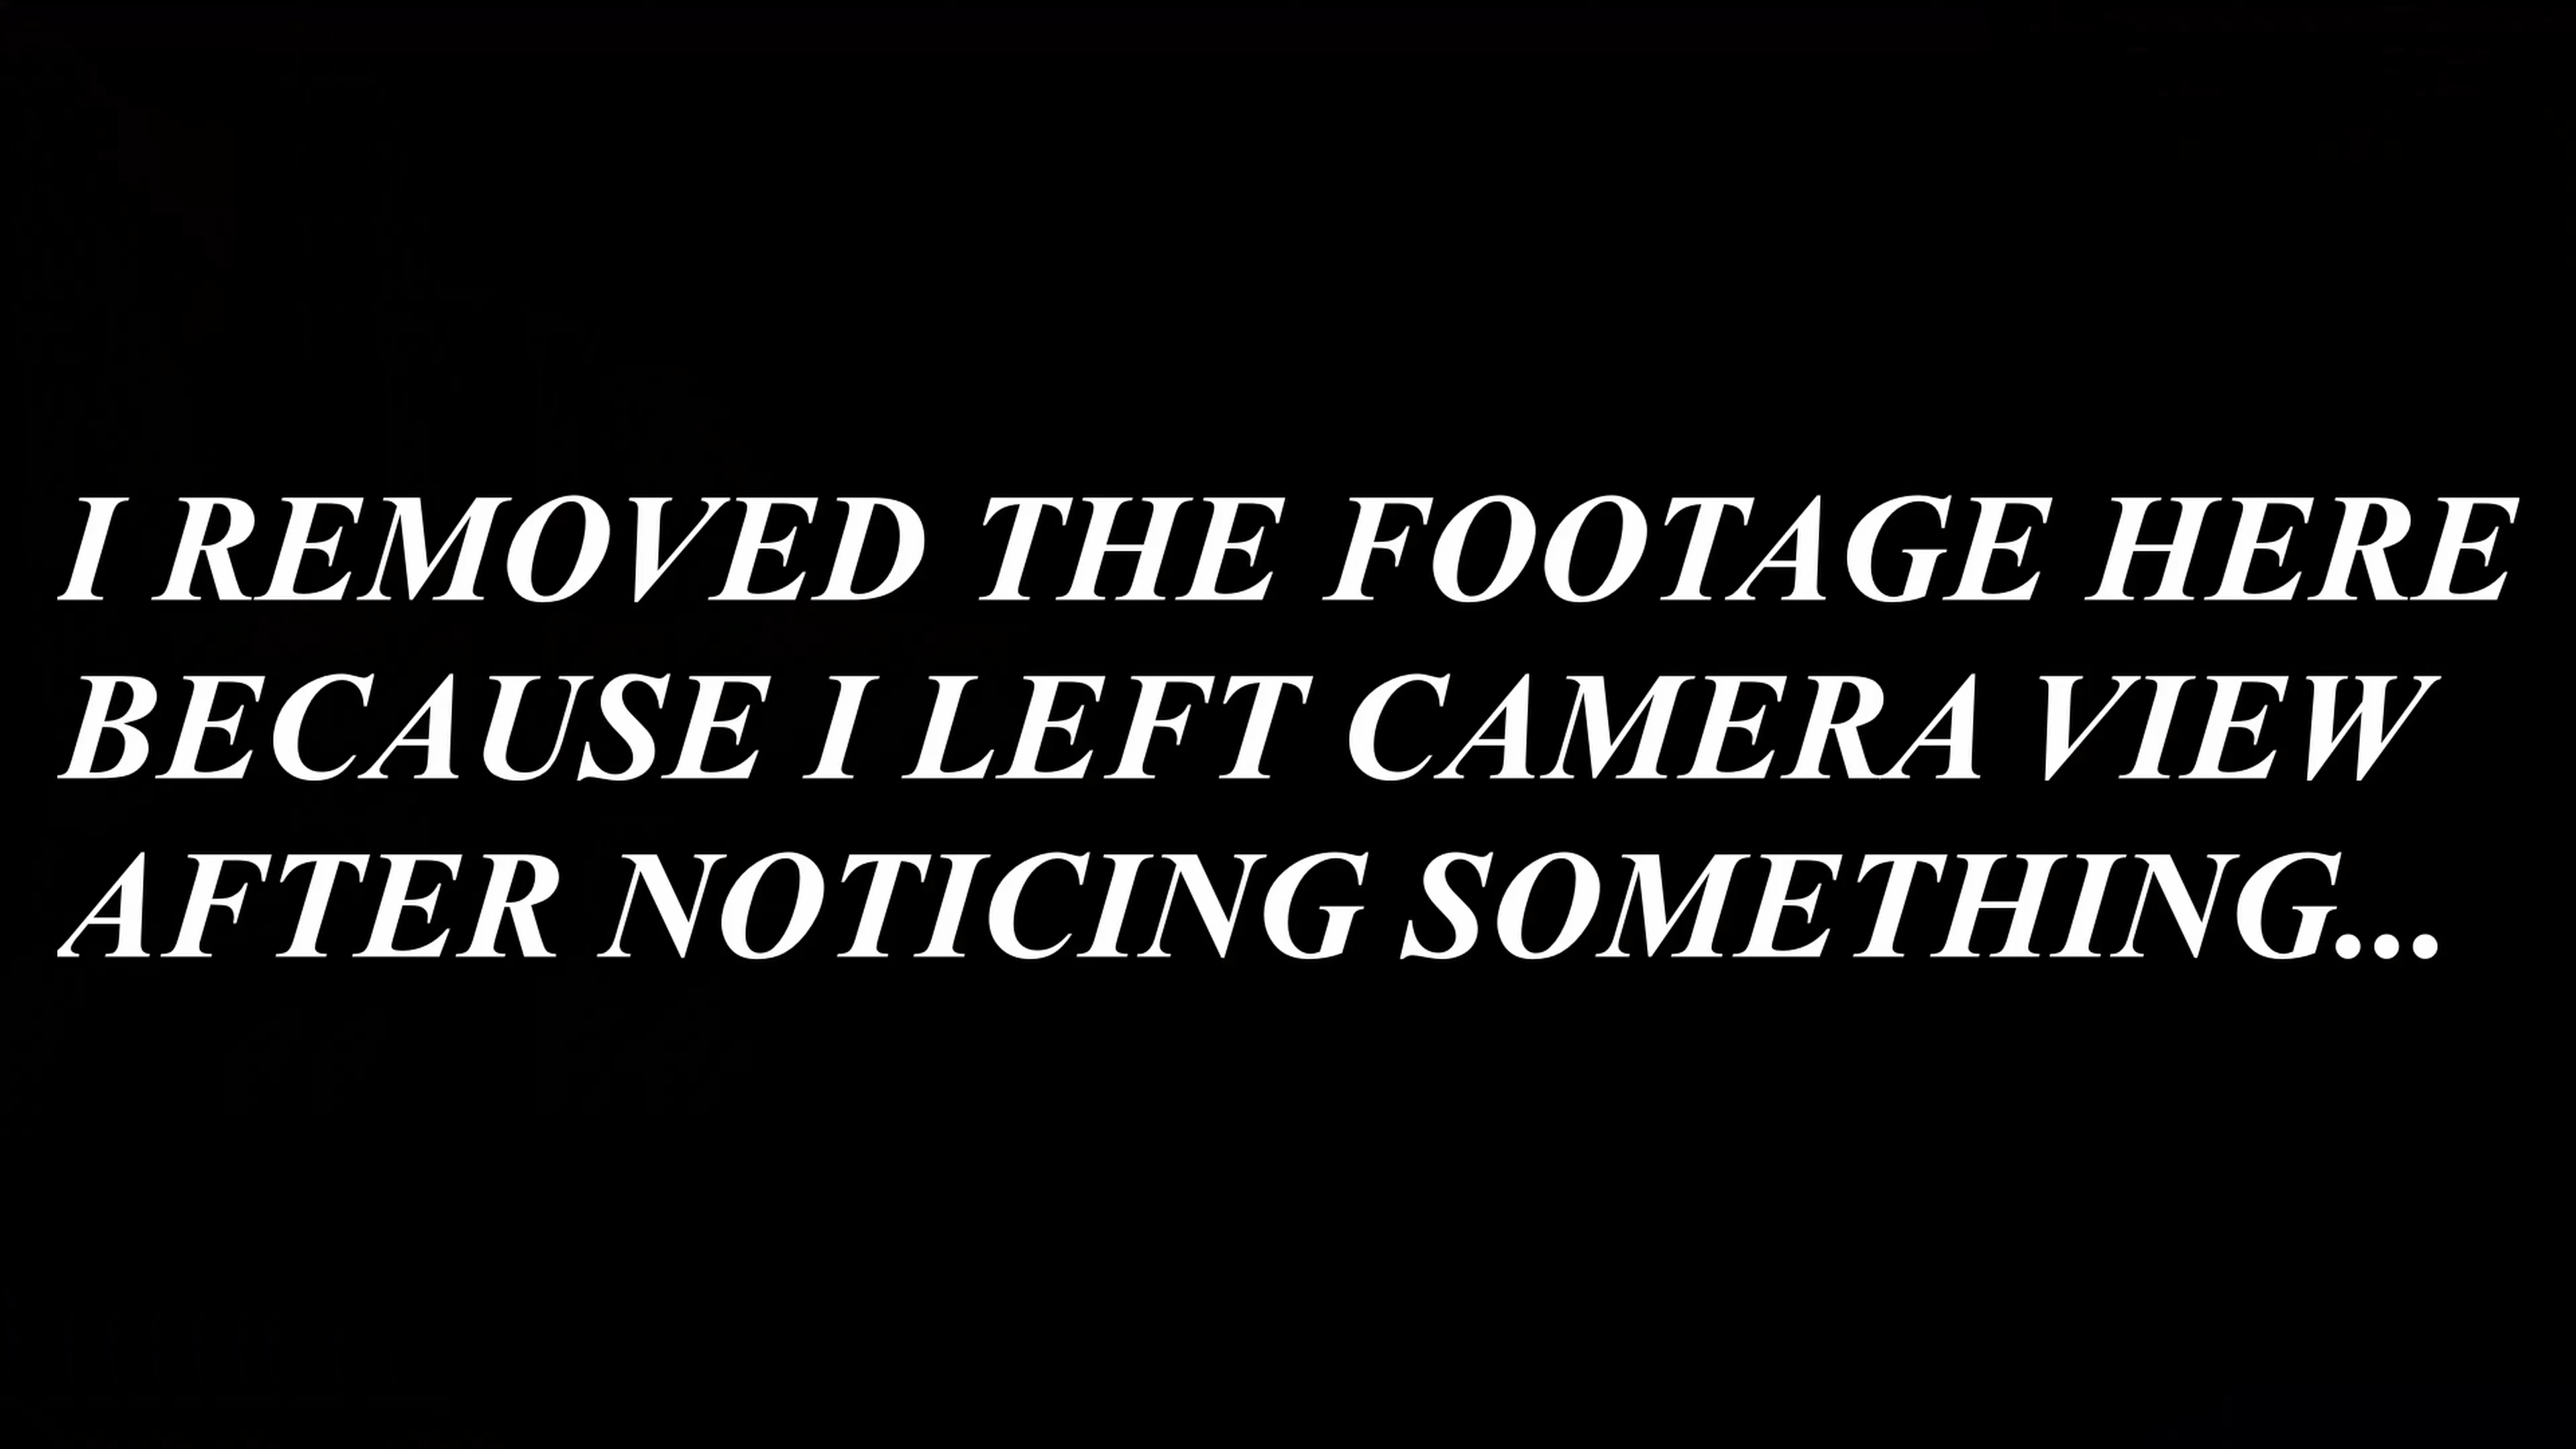 I REMOVED THE FOOTAGE HERE
BECAUSE I LEFT CAMERA VIEW
AFTER NOTICING SOMETHING...